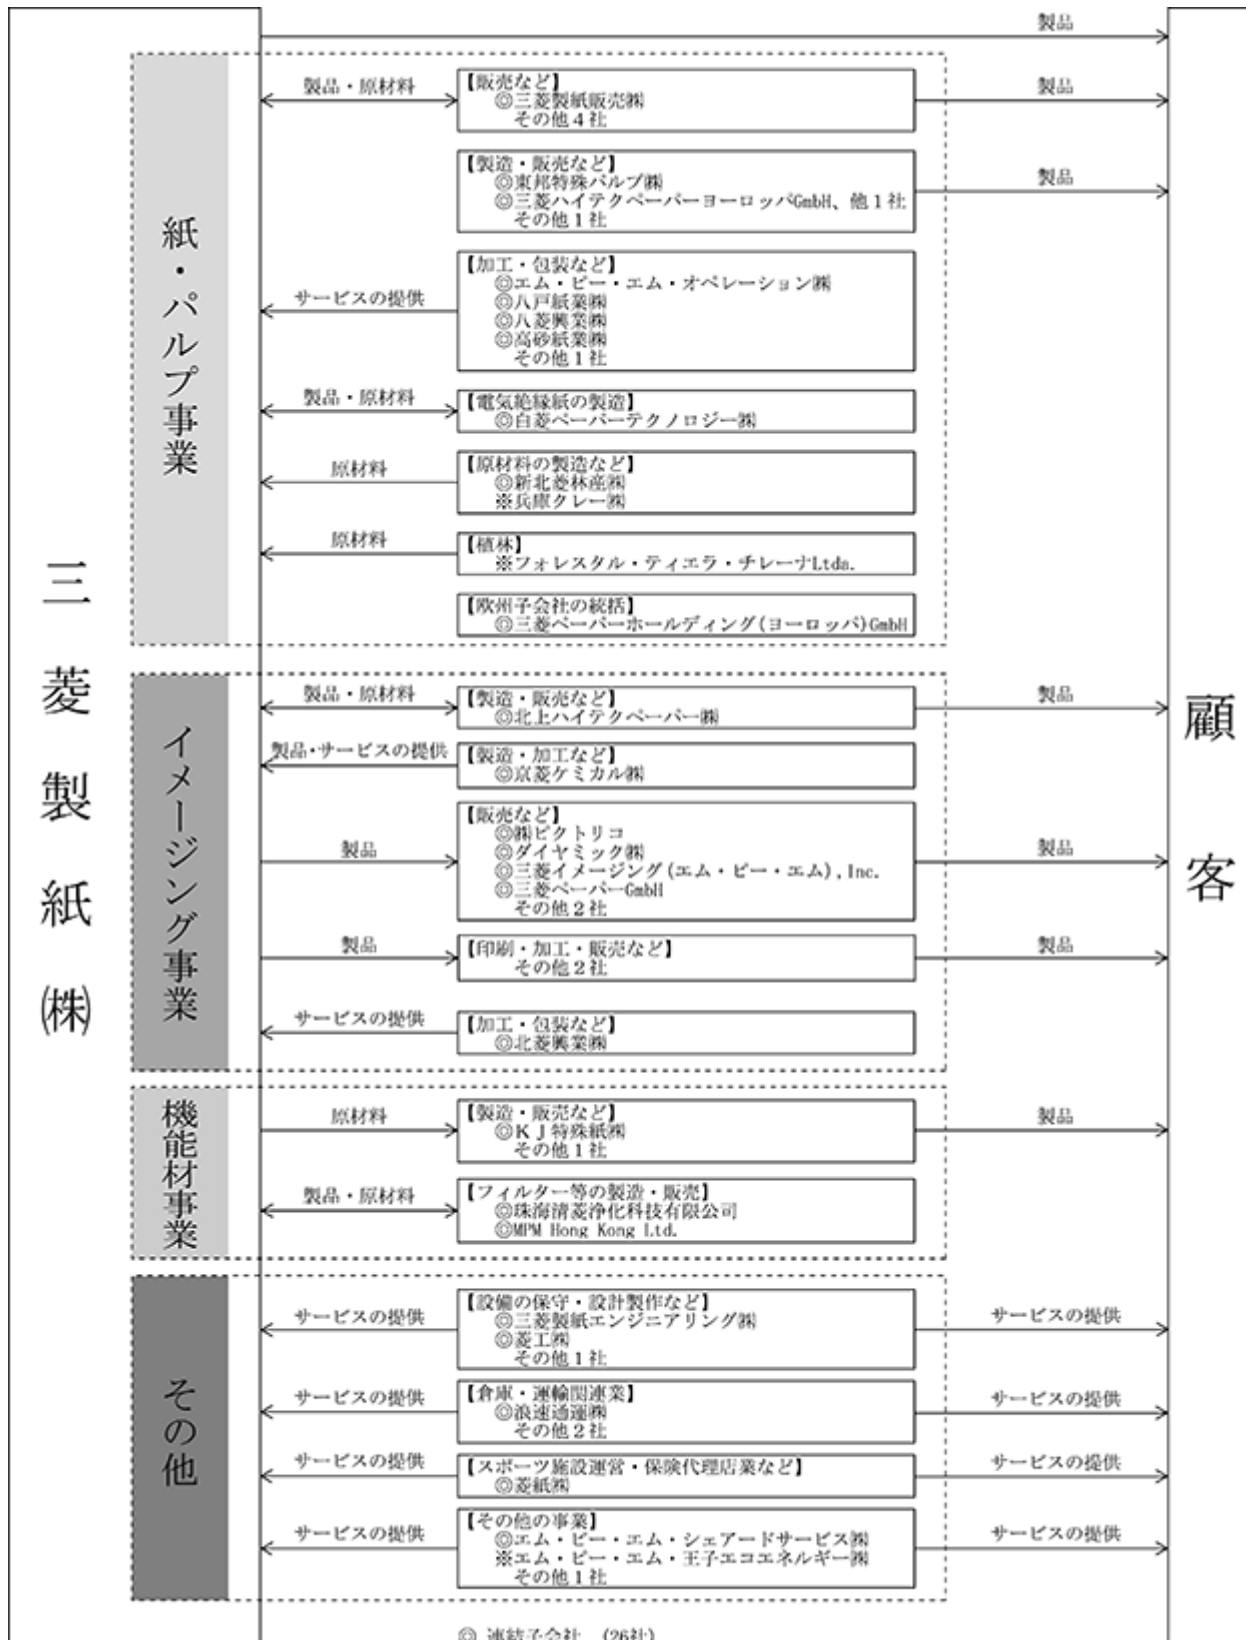 製品
三菱製紙㈱
顧客
紙・パルプ事業
製品・原材料
【販売など】
◎三菱製紙販売㈱
その他４社
製品
【製造・販売など】
◎東邦特殊パルプ㈱
◎三菱ハイテクペーパーヨーロッパGmbH、他１社
その他１社
製品
サービスの提供
【加工・包装など】
◎エム・ピー・エム・オペレーション㈱
◎八戸紙業㈱
◎八菱興業㈱
◎高砂紙業㈱
その他１社
製品・原材料
【電気絶縁紙の製造】
◎白菱ペーパーテクノロジー㈱
原材料
【原材料の製造など】
◎新北菱林産㈱
※兵庫クレー㈱
原材料
【植林】
※フォレスタル・ティエラ・チレーナLtda.
【欧州子会社の統括】
◎三菱ペーパーホールディング(ヨーロッパ)GmbH
イメージング事業
製品・原材料
【製造・販売など】
◎北上ハイテクペーパー㈱
製品
製品・サービスの提供
【製造・加工など】
◎京菱ケミカル㈱
製品
【販売など】
◎㈱ピクトリコ
◎ダイヤミック㈱
◎三菱イメージング(エム・ピー・エム),Inc.
◎三菱ペーパーGmbH
その他２社
製品
製品
【印刷・加工・販売など】
その他２社
製品
サービスの提供
【加工・包装など】
◎北菱興業㈱
機能材事業
原材料
【製造・販売など】
◎ＫＪ特殊紙㈱
その他１社
製品
製品・原材料
【フィルター等の製造・販売】
◎珠海清菱浄化科技有限公司
◎MPM Hong Kong Ltd.
その他
サービスの提供
【設備の保守・設計製作など】
◎三菱製紙エンジニアリング㈱
◎菱工㈱
その他１社
サービスの提供
サービスの提供
【倉庫・運輸関連業】
◎浪速通運㈱
その他２社
サービスの提供
サービスの提供
【スポーツ施設運営・保険代理店業など】
◎菱紙㈱
サービスの提供
サービスの提供
【その他の事業】
◎エム・ピー・エム・シェアードサービス㈱
※エム・ピー・エム・王子エコエネルギー㈱
その他１社
サービスの提供
◎ 連結子会社 (26社)